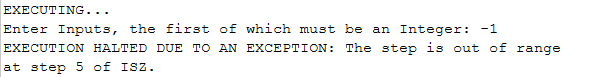 EXECUTING...
Enter Inputs, the first of which must be an Integer: -1
EXECUTION HALTED DUE TO AN EXCEPTION: The step is out of range
at step 5 of ISZ.